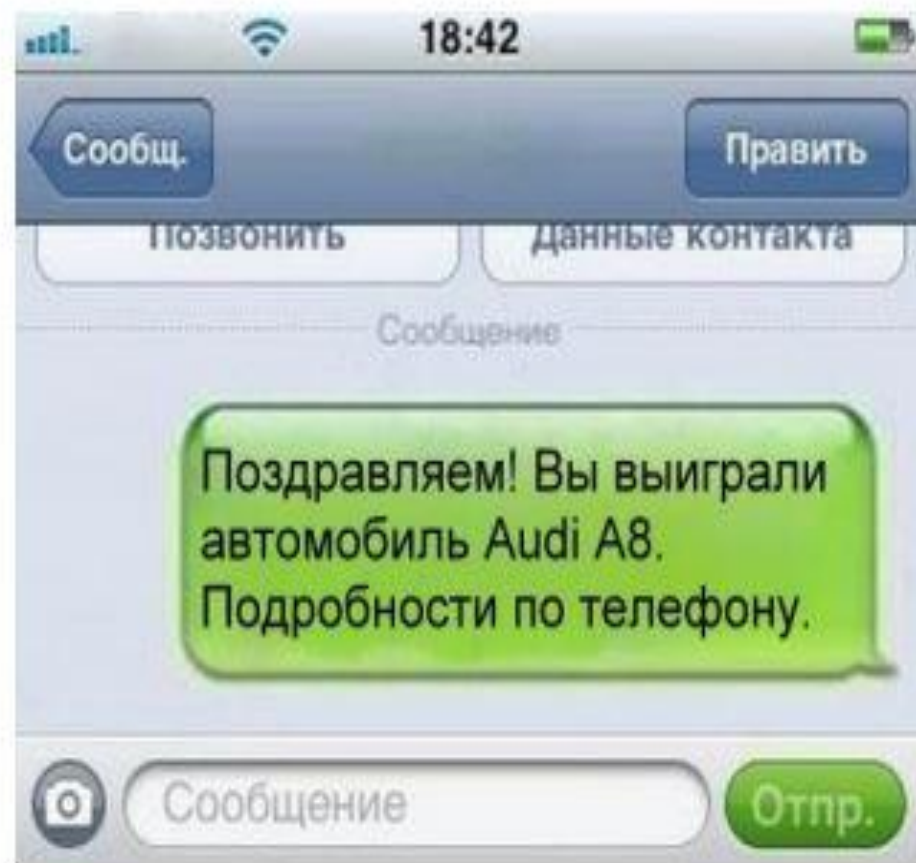 18:42
Сообщ.
Править
Позвонить
Данные контакта
Сообщение
Поздравляем! Вы выиграли
автомобиль Audi A8.
Подробности по телефону.
Сообщение
Отпр.